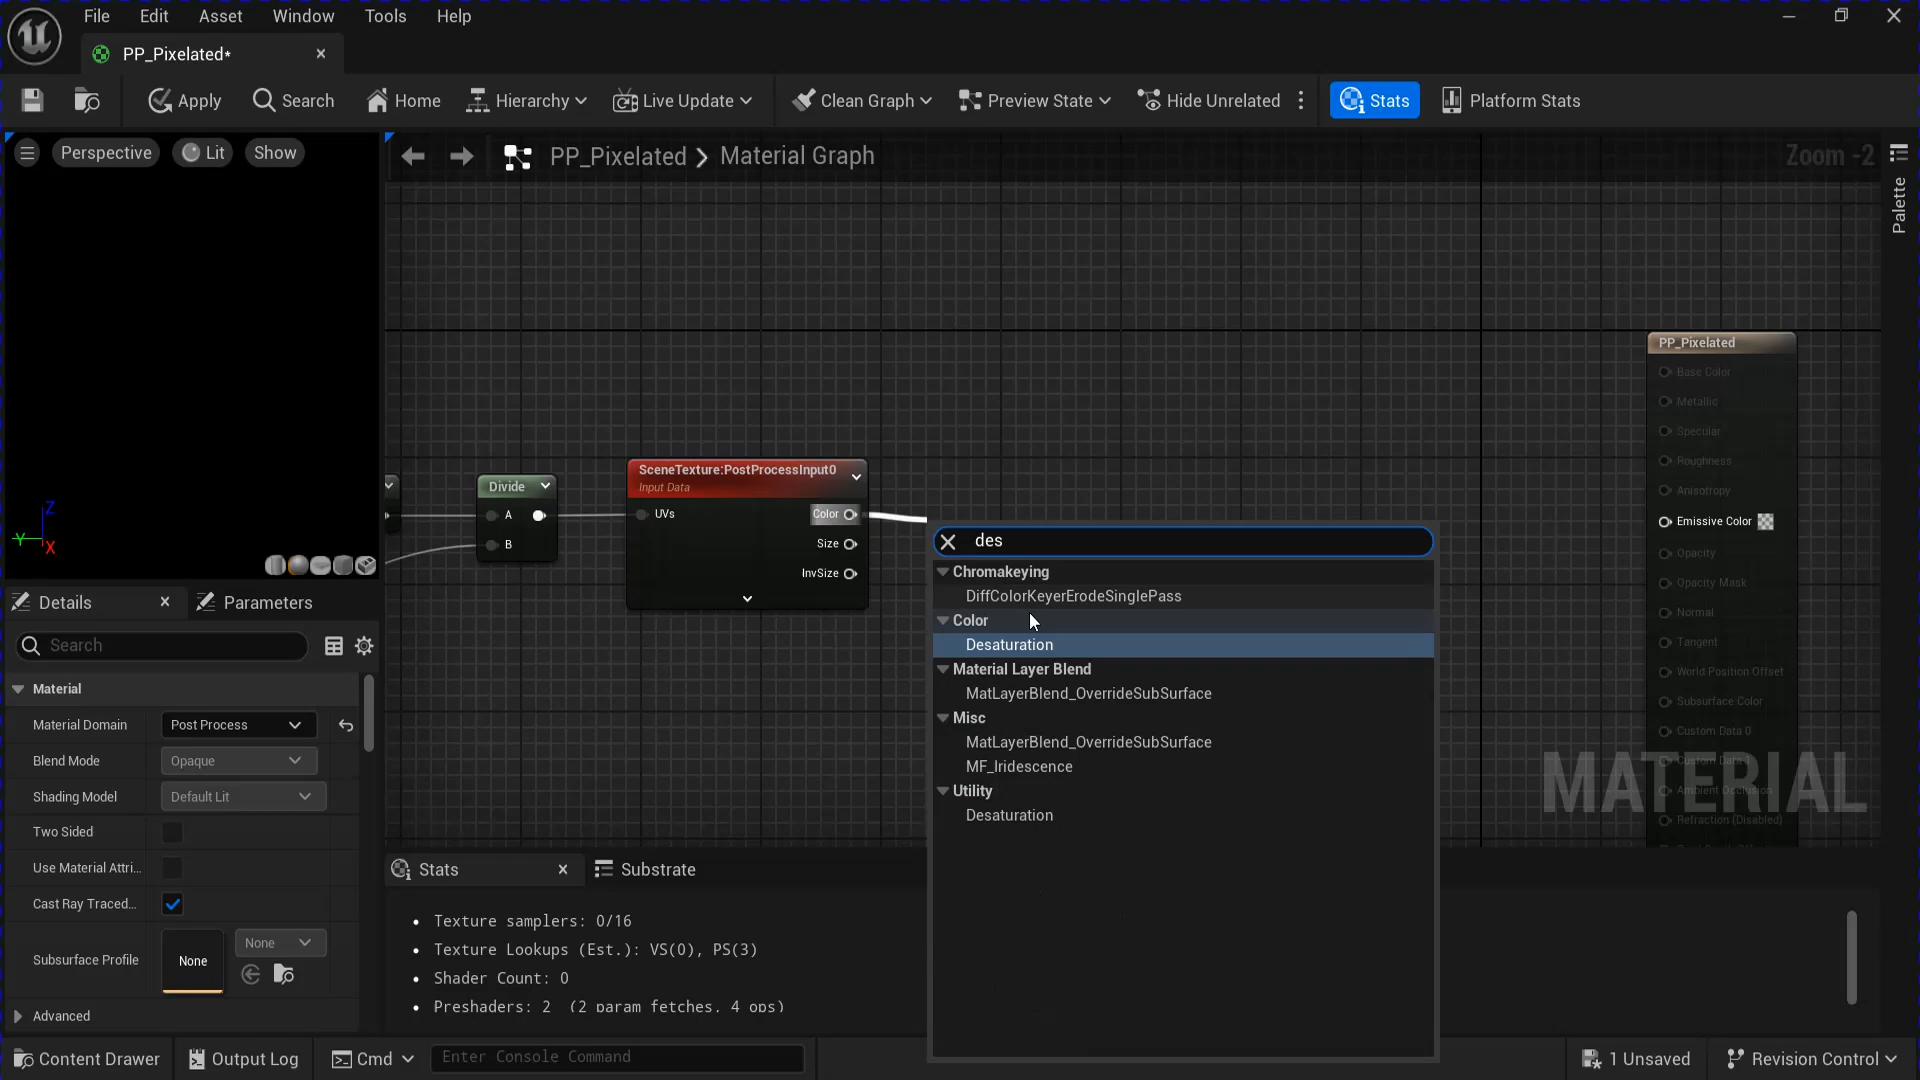 File Edit Asset Window Tools Help
PP_Pixelated*
Apply Search Home Hierarchy Live Update Clean Graph Preview State Hide Unrelated Stats Platform Stats
Perspective Lit Show
PP_Pixelated > Material Graph
Zoom -2
Palette
Z
Y
X
Divide
A
B
SceneTexture:PostProcessInput0
Input Data
UVs
Color
Size
InvSize
des
Chromakeying
DiffColorKeyerErodeSinglePass
Color
Desaturation
Material Layer Blend
MatLayerBlend_OverrideSubSurface
Misc
MatLayerBlend_OverrideSubSurface
MF_Iridescence
Utility
Desaturation
PP_Pixelated
Base Color
Metallic
Specular
Roughness
Anisotropy
Emissive Color
Opacity
Opacity Mask
Normal
Tangent
World Position Offset
Subsurface Color
Custom Data 0
Custom Data 1
Ambient Occlusion
Refraction (Disabled)
MATERIAL
Details Parameters
Search
Material
Material Domain Post Process
Blend Mode Opaque
Shading Model Default Lit
Two Sided
Use Material Attri...
Cast Ray Traced...
Subsurface Profile None None
Advanced
Stats Substrate
• Texture samplers: 0/16
• Texture Lookups (Est.): VS(0), PS(3)
• Shader Count: 0
• Preshaders: 2 (2 param fetches, 4 ops)
Content Drawer Output Log Cmd Enter Console Command 1 Unsaved Revision Control